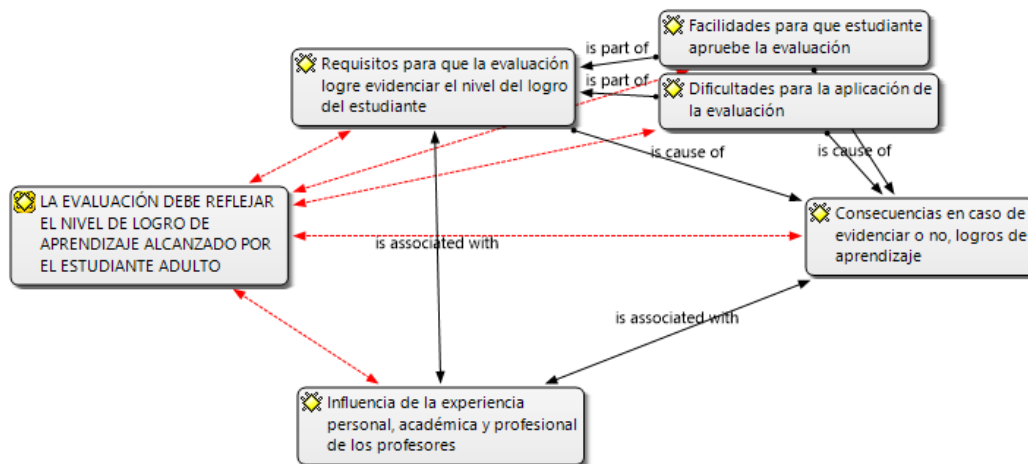 Facilidades para que estudiante
apruebe la evaluación
is part of
Requisitos para que la evaluación
logre evidenciar el nivel del logro
del estudiante
is part of
Dificultades para la aplicación de
la evaluación
is cause of
is cause of
LA EVALUACIÓN DEBE REFLEJAR
EL NIVEL DE LOGRO DE
APRENDIZAJE ALCANZADO POR
EL ESTUDIANTE ADULTO
Consecuencias en caso de
evidenciar o no, logros de
aprendizaje
is associated with
is associated with
Influencia de la experiencia
personal, académica y profesional
de los profesores